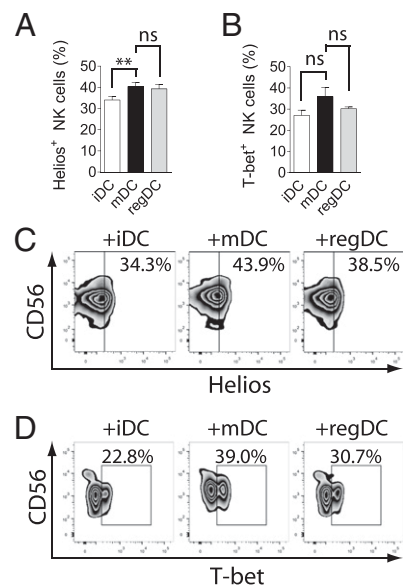 A
ns
**
Helios+ NK cells (%)
50
40
30
20
10
0
iDC
mDC
regDC
B
ns
ns
T-bet+ NK cells (%)
50
40
30
20
10
0
iDC
mDC
regDC
C
+iDC
+mDC
+regDC
34.3%
43.9%
38.5%
CD56
Helios
D
+iDC
+mDC
+regDC
22.8%
39.0%
30.7%
CD56
T-bet